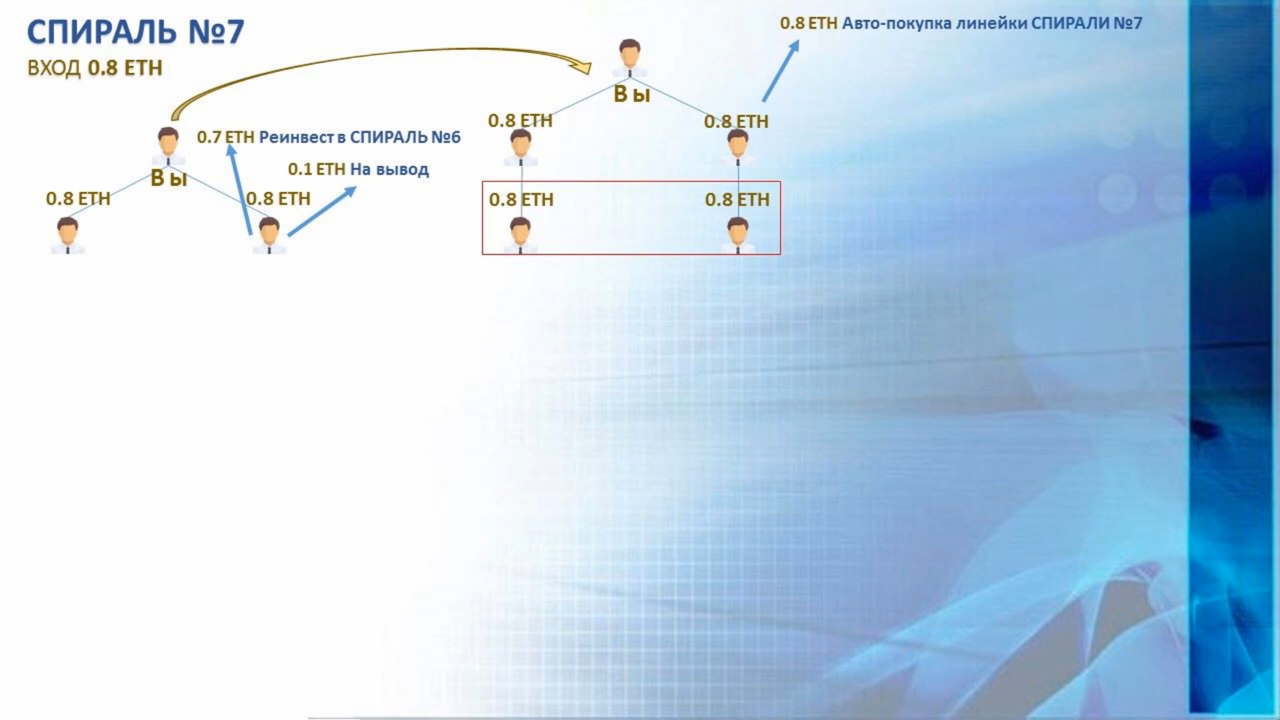 СПИРАЛЬ №7
ВХОД 0.8 ETH
0.8 ETH Авто-покупка линейки СПИРАЛИ №7
Вы
0.8 ETH
0.8 ETH
0.7 ETH Реинвест в СПИРАЛЬ №6
0.1 ETH На вывод
Вы
0.8 ETH
0.8 ETH
0.8 ETH
0.8 ETH